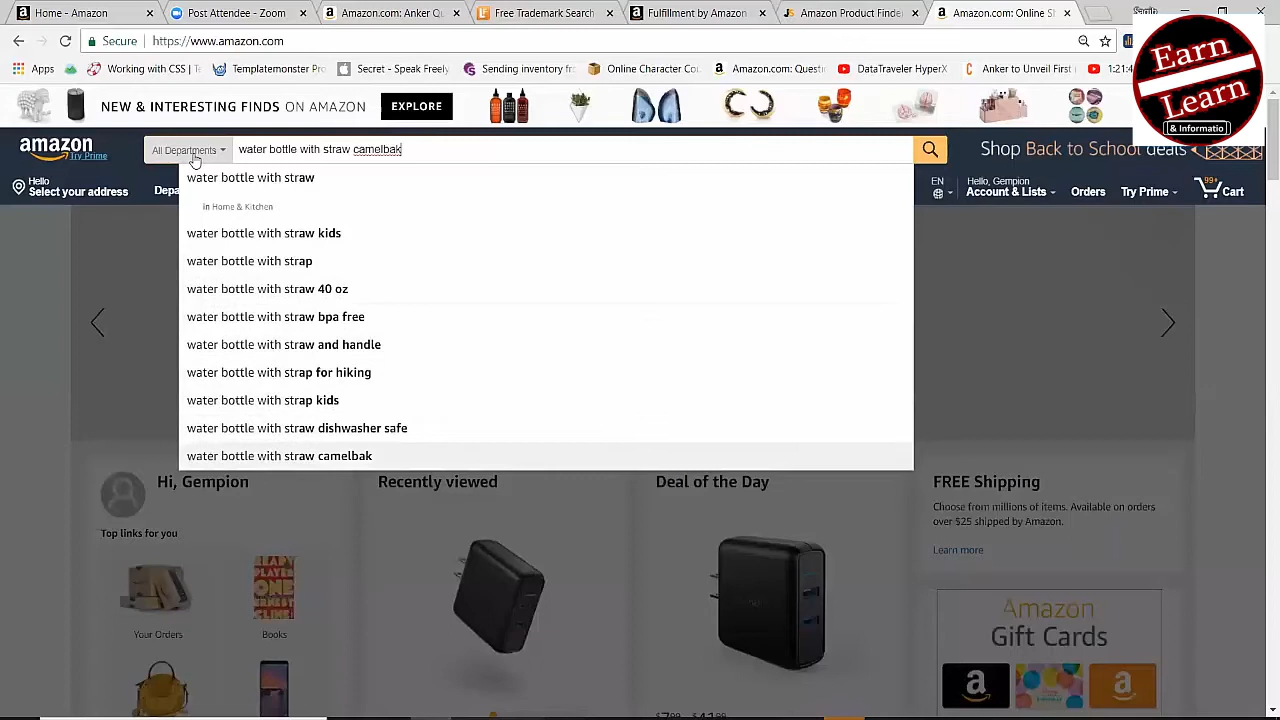 Home - Amazon
Post Attendee - Zoom
Amazon.com: Anker Qu
Free Trademark Search
Fulfillment by Amazon
Amazon Product Finder
Amazon.com: Online Sh
Secure
https://www.amazon.com
Apps
Working with CSS | Te
Templatemonster Pro
Secret - Speak Freely
Selling inventory fr
Online Character Co
Amazon.com: Questi
DataTraveler HyperX
Anker to Unveil First
1:21:4
Earn
Learn
& Informatio
NEW & INTERESTING FINDS ON AMAZON
EXPLORE
amazon
Try Prime
All Departments
water bottle with straw camelbak
Shop Back to School deals
Hello
Select your address
Depa
EN
Hello, Gempion
Account & Lists
Orders
Try Prime
99+
Cart
water bottle with straw
in Home & Kitchen
water bottle with straw kids
water bottle with strap
water bottle with straw 40 oz
water bottle with straw bpa free
water bottle with straw and handle
water bottle with strap for hiking
water bottle with strap kids
water bottle with straw dishwasher safe
water bottle with straw camelbak
Hi, Gempion
Recently viewed
Deal of the Day
FREE Shipping
Top links for you
Choose from millions of items. Available on orders
over $25 shipped by Amazon.
Learn more
Your Orders
Books
Amazon
Gift Cards